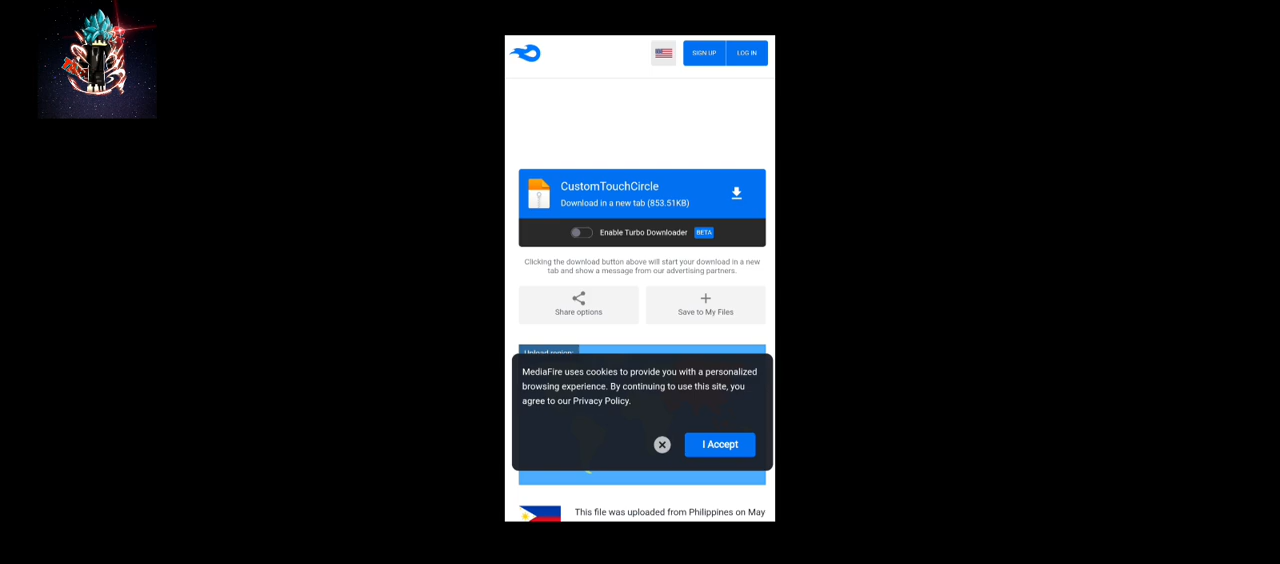 SIGN UP
LOG IN
CustomTouchCircle
Download in a new tab (853.51KB)
Enable Turbo Downloader BETA
Clicking the download button above will start your download in a new
tab and show a message from our advertising partners.
Share options
Save to My Files
Upload region:
MediaFire uses cookies to provide you with a personalized
browsing experience. By continuing to use this site, you
agree to our Privacy Policy.
I Accept
This file was uploaded from Philippines on May